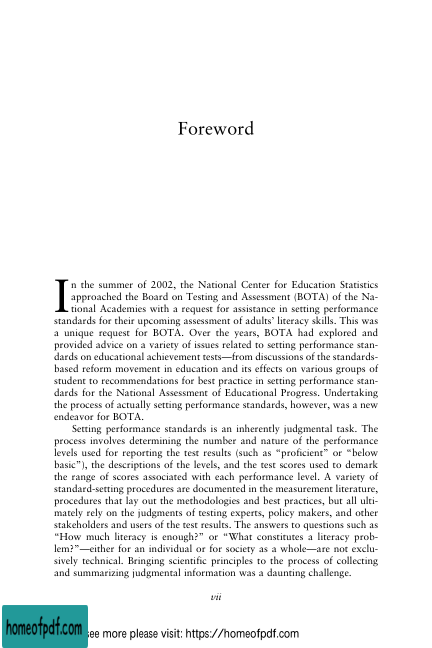 Foreword
In the summer of 2002, the National Center for Education Statistics
approached the Board on Testing and Assessment (BOTA) of the Na-
tional Academies with a request for assistance in setting performance
standards for their upcoming assessment of adults' literacy skills. This was
a unique request for BOTA. Over the years, BOTA had explored and
provided advice on a variety of issues related to setting performance stan-
dards on educational achievement tests—from discussions of the standards-
based reform movement in education and its effects on various groups of
student to recommendations for best practice in setting performance stan-
dards for the National Assessment of Educational Progress. Undertaking
the process of actually setting performance standards, however, was a new
endeavor for BOTA.
Setting performance standards is an inherently judgmental task. The
process involves determining the number and nature of the performance
levels used for reporting the test results (such as “proficient” or “below
basic”), the descriptions of the levels, and the test scores used to demark
the range of scores associated with each performance level. A variety of
standard-setting procedures are documented in the measurement literature,
procedures that lay out the methodologies and best practices, but all ulti-
mately rely on the judgments of testing experts, policy makers, and other
stakeholders and users of the test results. The answers to questions such as
“How much literacy is enough?” or “What constitutes a literacy prob-
lem?”—either for an individual or for society as a whole—are not exclu-
sively technical. Bringing scientific principles to the process of collecting
and summarizing judgmental information was a daunting challenge.
vii
homeofpdf.com
see more please visit: https://homeofpdf.com